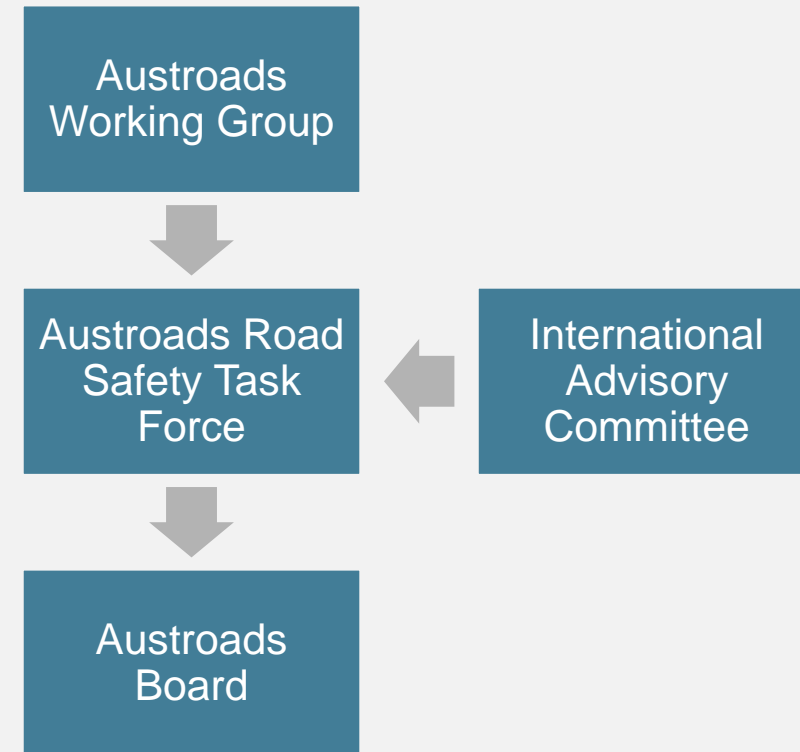 Austroads
Working Group
Austroads Road
Safety Task
Force
International
Advisory
Committee
Austroads
Board